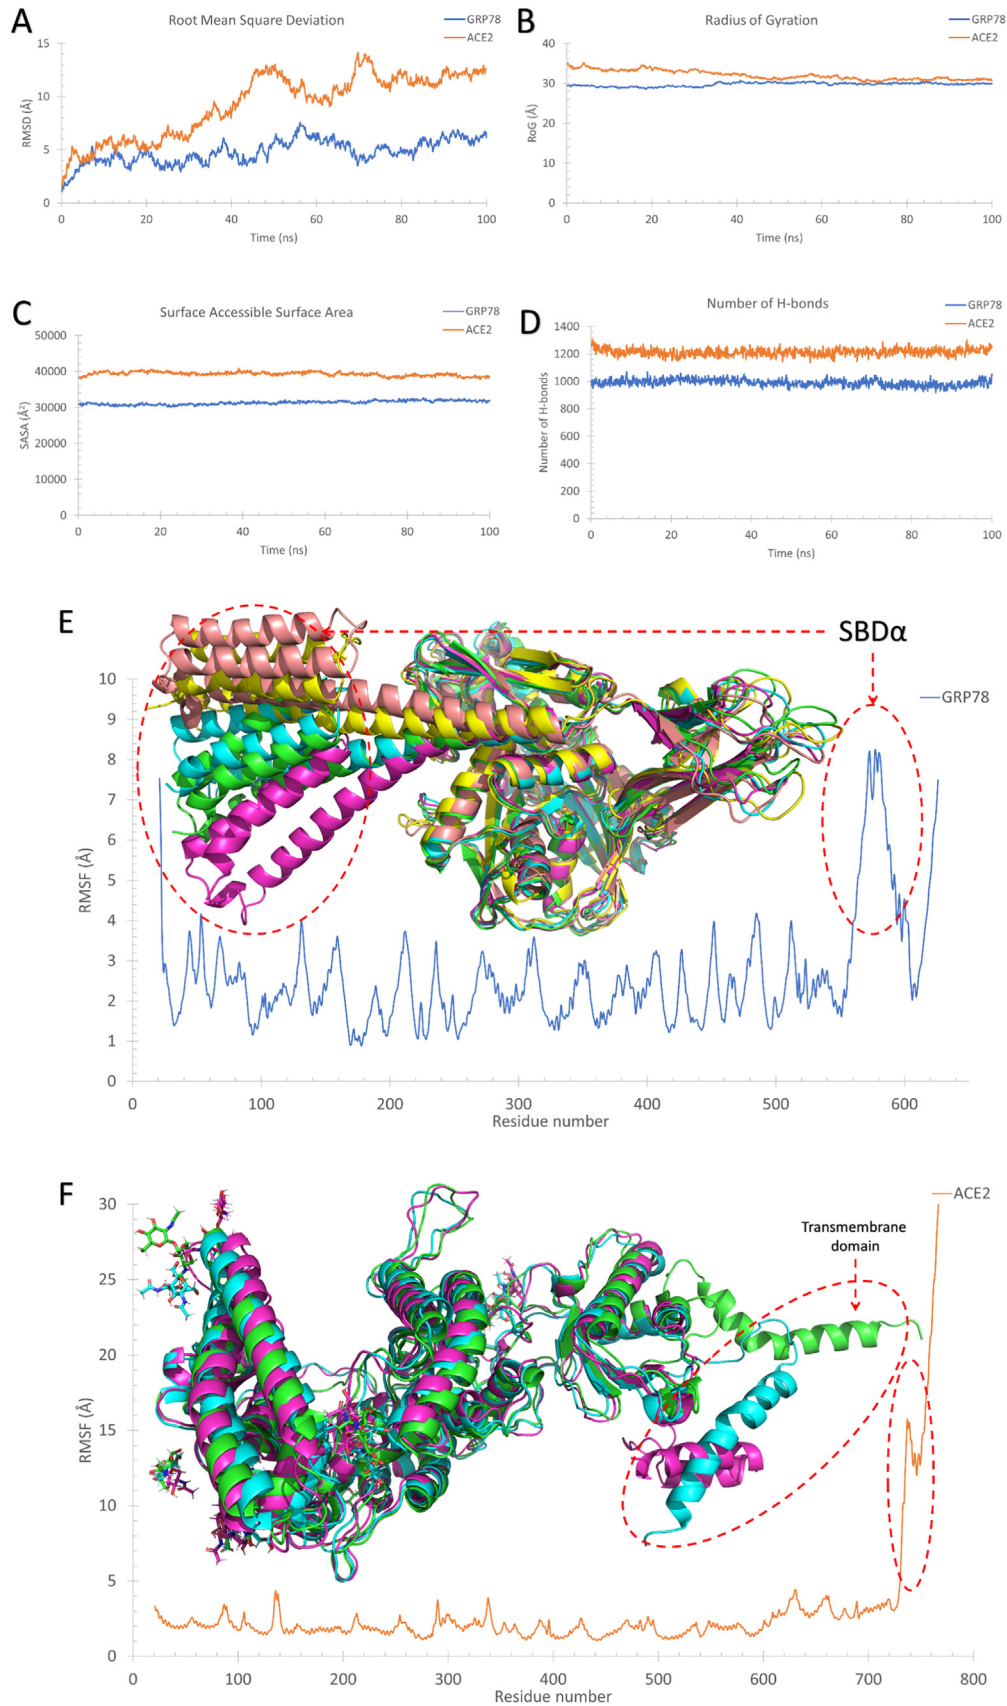 A
Root Mean Square Deviation
GRP78
ACE2
15
10
5
0
RMSD (Å)
0 20 40 60 80 100
Time (ns)
B
Radius of Gyration
GRP78
ACE2
40
30
20
10
0
RoG (Å)
0 20 40 60 80 100
Time (ns)
C
Surface Accessible Surface Area
GRP78
ACE2
50000
40000
30000
20000
10000
0
SASA (Å²)
0 20 40 60 80 100
Time (ns)
D
Number of H-bonds
GRP78
ACE2
1400
1200
1000
800
600
400
200
0
Number of H-bonds
0 20 40 60 80 100
Time (ns)
E
SBDα
GRP78
10
9
8
7
6
5
4
3
2
1
0
RMSF (Å)
0 100 200 300 400 500 600
Residue number
F
ACE2
Transmembrane
domain
30
25
20
15
10
5
0
RMSF (Å)
0 100 200 300 400 500 600 700 800
Residue number